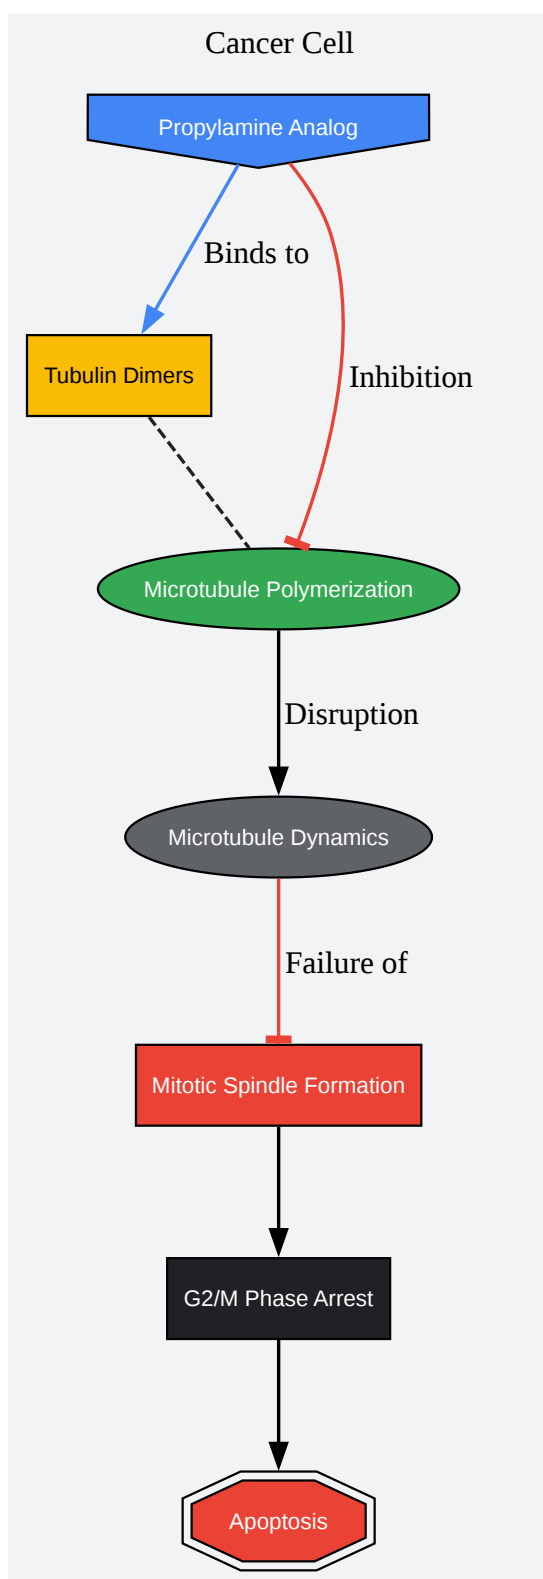 Cancer Cell
Propylamine Analog
Binds to
Tubulin Dimers
Inhibition
Microtubule Polymerization
Disruption
Microtubule Dynamics
Failure of
Mitotic Spindle Formation
G2/M Phase Arrest
Apoptosis